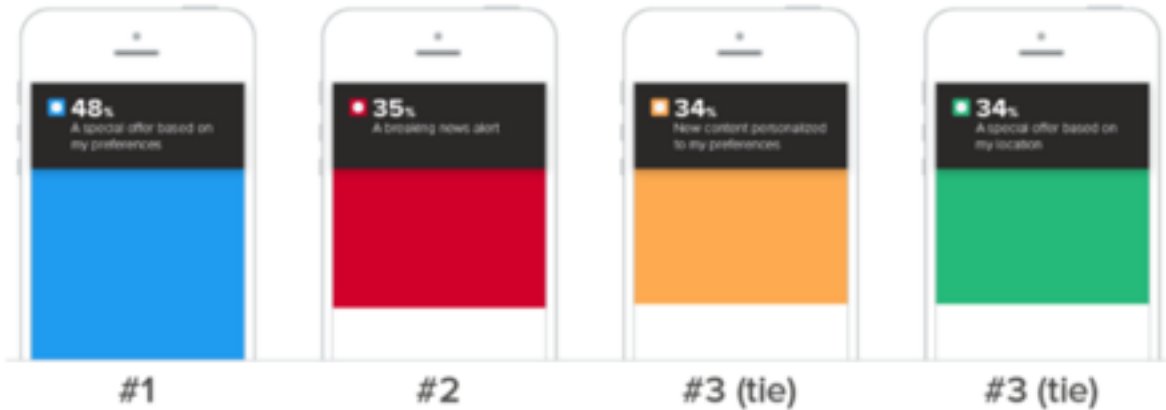 48%
A special offer based on
my preferences
35%
A breaking news alert
34%
New content personalized
to my preferences
34%
A special offer based on
my location
#1
#2
#3 (tie)
#3 (tie)